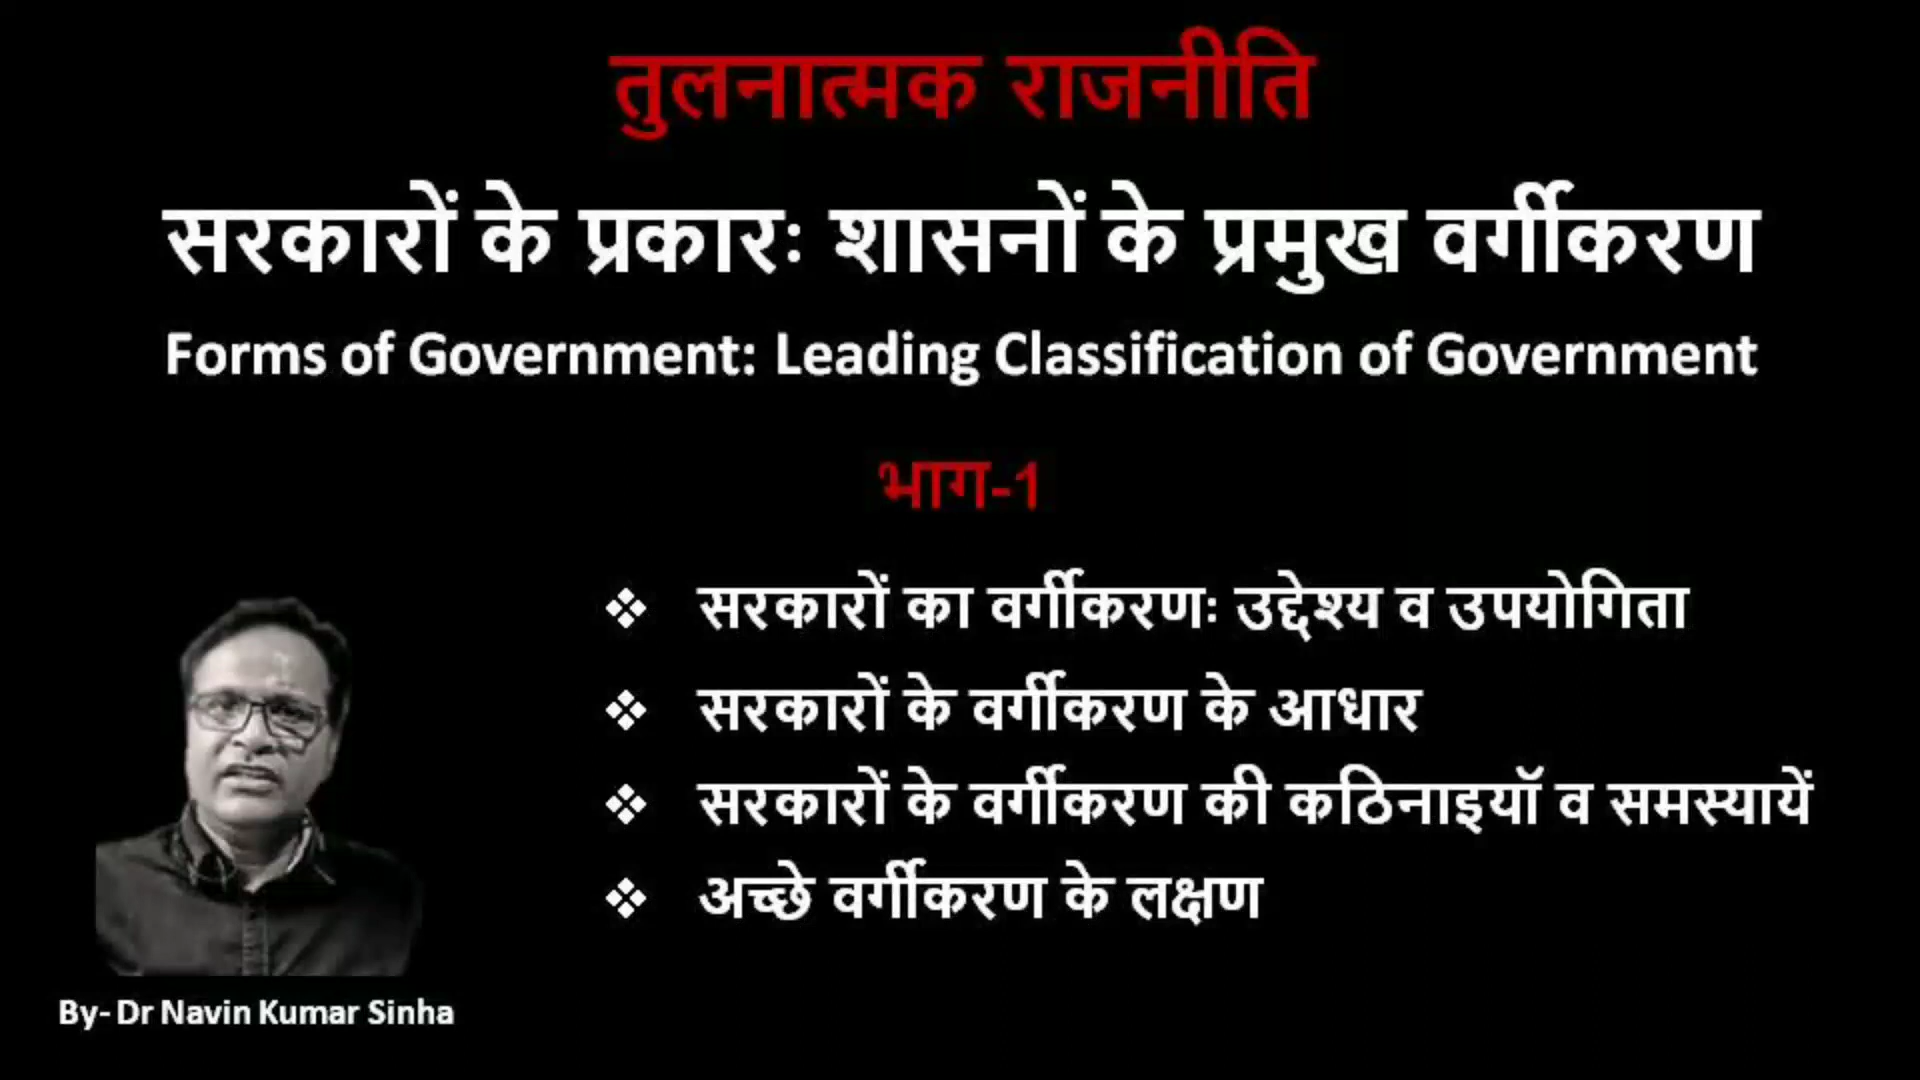 तुलनात्मक राजनीति
सरकारों के प्रकारः शासनों के प्रमुख वर्गीकरण
Forms of Government: Leading Classification of Government
भाग-1
❖ सरकारों का वर्गीकरणः उद्देश्य व उपयोगिता
❖ सरकारों के वर्गीकरण के आधार
❖ सरकारों के वर्गीकरण की कठिनाइयॉ व समस्यायें
❖ अच्छे वर्गीकरण के लक्षण
By- Dr Navin Kumar Sinha